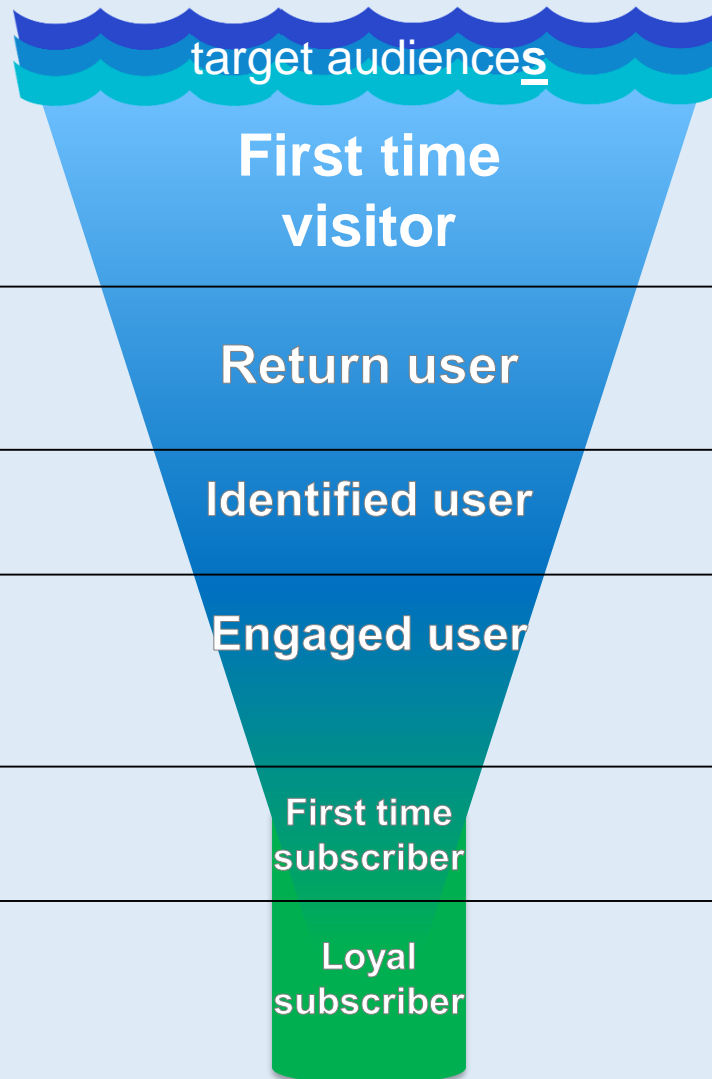 target audiences
First time
visitor
Return user
Identified user
Engaged user
First time
subscriber
Loyal
subscriber